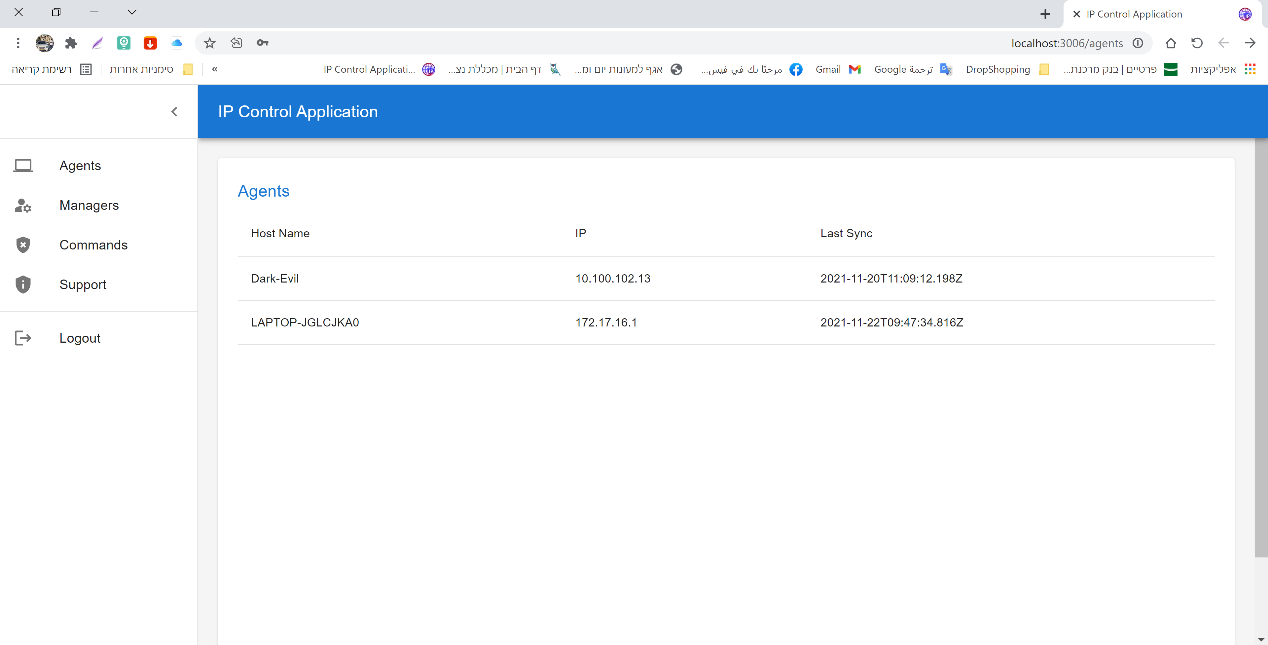 IP Control Application
localhost:3006/agents
אפליקציות
פרטיים | בנק מרכנת...
DropShopping
ترجمة Google
Gmail
مرحبًا بك في فيس...
אגף למעונות יום ומ...
דף הבית | מכללת נצ...
IP Control Applicati...
»
סימניות אחרות
רשימת קריאה
IP Control Application
Agents
Managers
Commands
Support
Logout
Agents
Host Name IP Last Sync
Dark-Evil 10.100.102.13 2021-11-20T11:09:12.198Z
LAPTOP-JGLCJKA0 172.17.16.1 2021-11-22T09:47:34.816Z